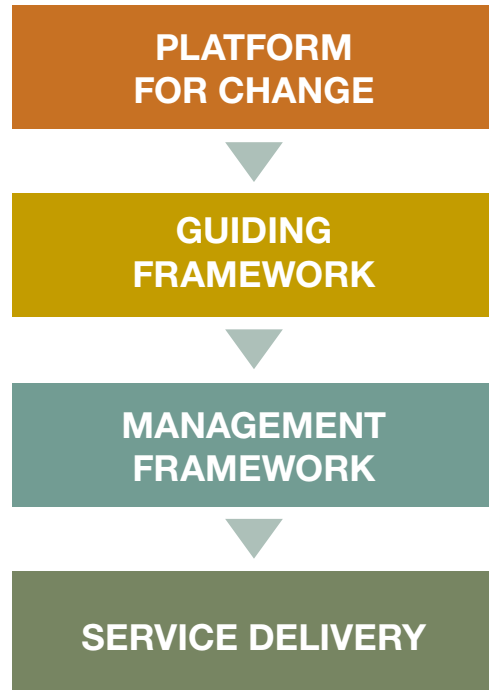 PLATFORM
FOR CHANGE
GUIDING
FRAMEWORK
MANAGEMENT
FRAMEWORK
SERVICE DELIVERY